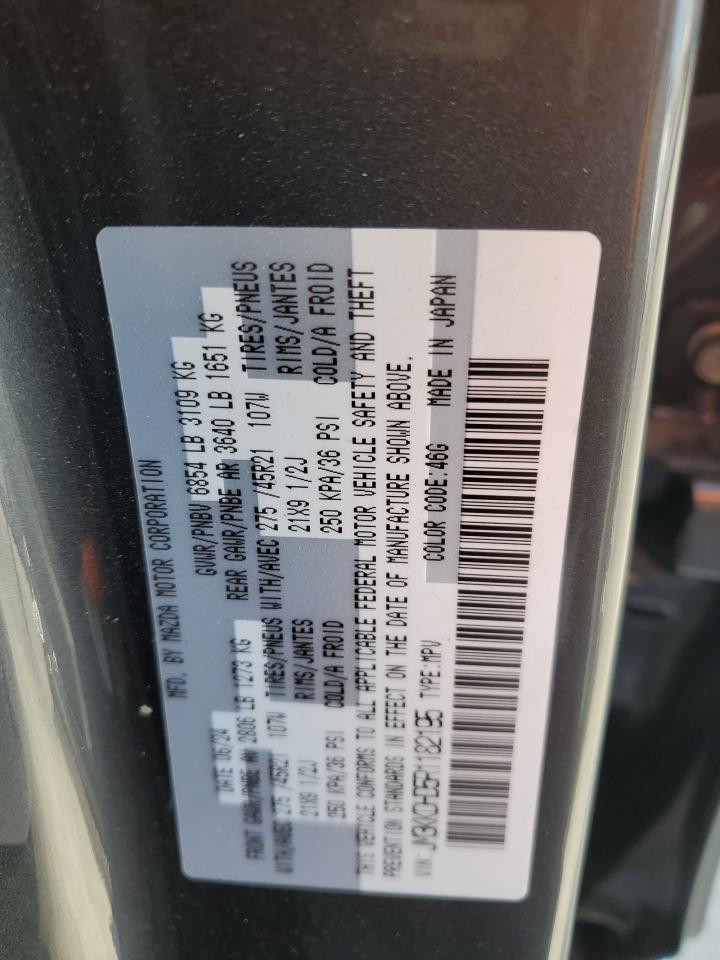 MFD. BY MAZDA MOTOR CORPORATION
DATE 06/24 GVWR/PNBV 6854 LB 3109 KG
FRONT GAWR/PNBE AV 2806 LB 1273 KG REAR GAWR/PNBE AR 3640 LB 1651 KG
WITH/AVEC 275 /45R21 107W TIRES/PNEUS WITH/AVEC 275 /45R21 107W TIRES/PNEUS
21X9 1/2J RIMS/JANTES 21X9 1/2J RIMS/JANTES
250 KPA/36 PSI COLD/A FROID 250 KPA/36 PSI COLD/A FROID
THIS VEHICLE CONFORMS TO ALL APPLICABLE FEDERAL MOTOR VEHICLE SAFETY AND THEFT
PREVENTION STANDARDS IN EFFECT ON THE DATE OF MANUFACTURE SHOWN ABOVE.
VIN: TYPE:MPV COLOR CODE:46G MADE IN JAPAN